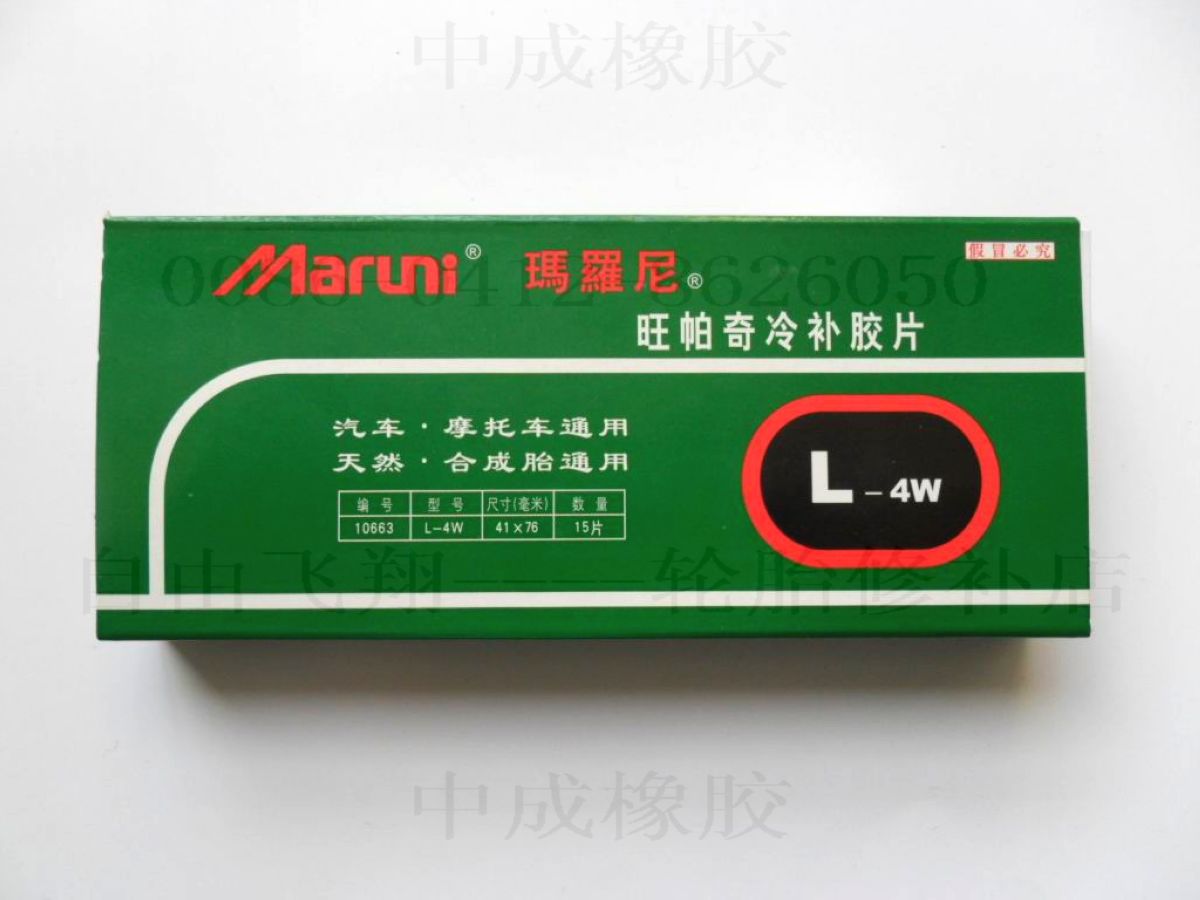 中成橡胶
Maruni® 瑪羅尼® 假冒必究
0086-0412-8626050
旺帕奇冷补胶片
汽车·摩托车通用
天然·合成胎通用
L-4W
编号 型号 尺寸(毫米) 数量
10663 L-4W 41×76 15片
自由飞翔----轮胎修补店
中成橡胶